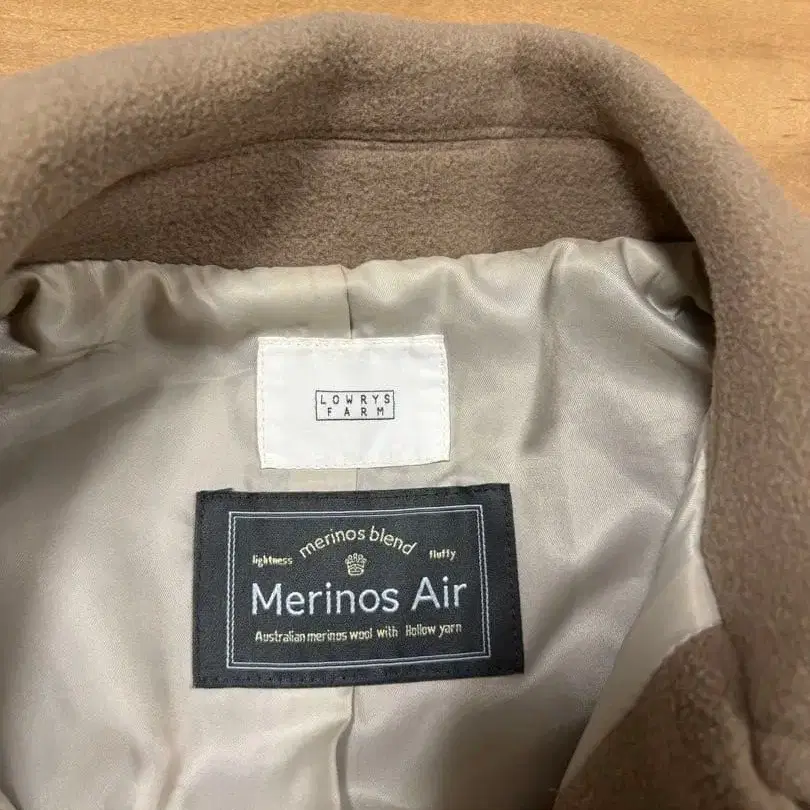 LOWRYS
FARM
merinos blend
lightness
fluffy
Merinos Air
Australian merinos wool with Hollow yarn